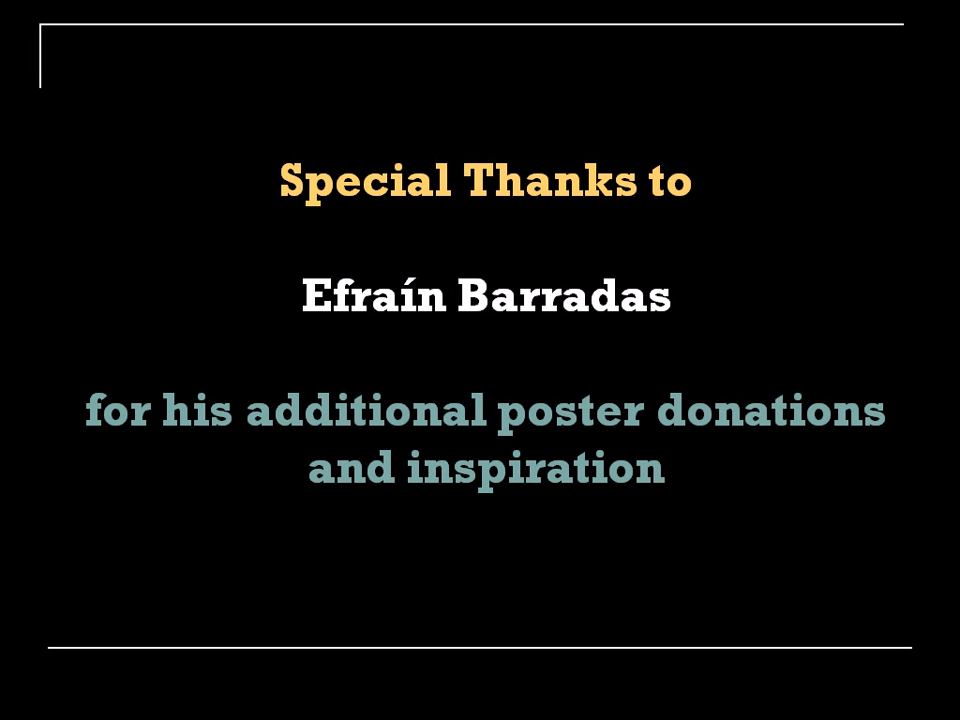 Special Thanks to
Efraín Barradas
for his additional poster donations
and inspiration